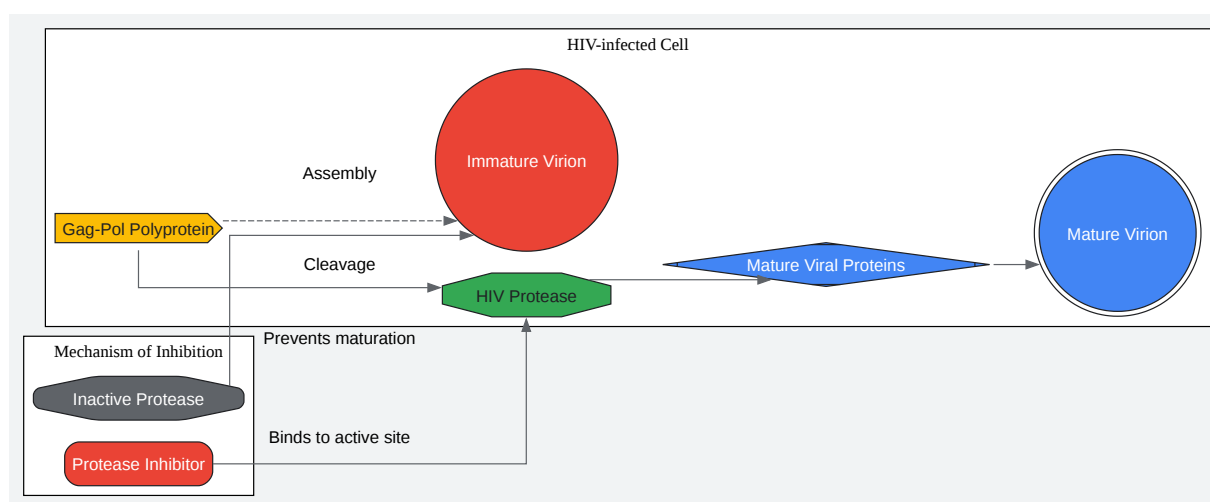 HIV-infected Cell
Immature Virion
Assembly
Gag-Pol Polyprotein
Mature Virion
Cleavage
Mature Viral Proteins
HIV Protease
Prevents maturation
Mechanism of Inhibition
Inactive Protease
Binds to active site
Protease Inhibitor